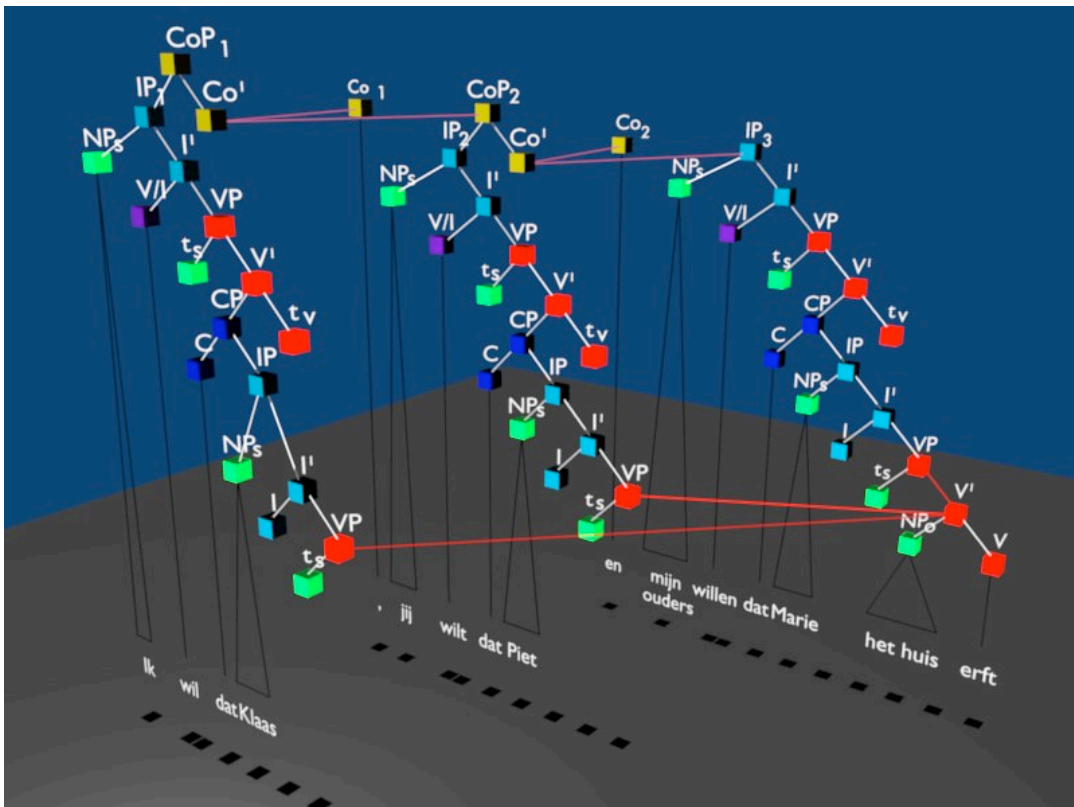 CoP 1
IP1
Co'
Co 1
CoP2
NPs
I'
IP2
Co'
Co2
IP3
V/I
VP
NPs
I'
NPs
I'
ts
V'
V/I
VP
V/I
VP
CP
tv
ts
V'
ts
V'
C
IP
CP
tv
CP
tv
NPs
I'
C
IP
C
IP
I
VP
NPs
I'
NPs
I'
ts
I
VP
I
VP
ts
ts
V'
NPo
V
Ik wil dat Klaas
, jij wilt dat Piet
en mijn ouders willen dat Marie het huis erft